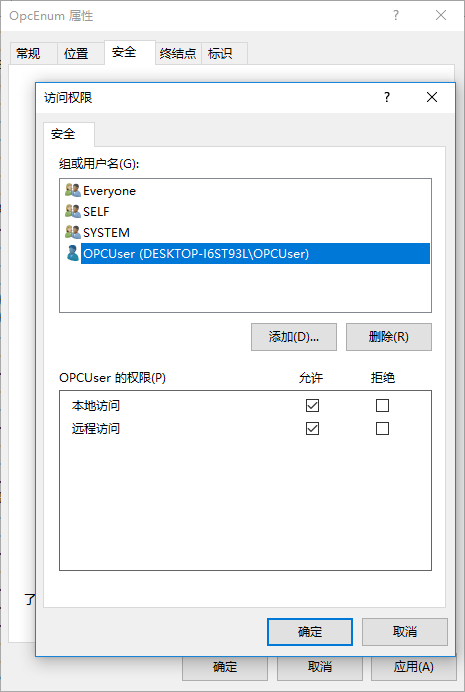 OpcEnum 属性
常规 位置 安全 终结点 标识
访问权限
安全
组或用户名(G):
Everyone
SELF
SYSTEM
OPCUser (DESKTOP-I6ST93L\OPCUser)
添加(D)... 删除(R)
OPCUser 的权限(P) 允许 拒绝
本地访问
远程访问
了
确定 取消
确定 取消 应用(A)